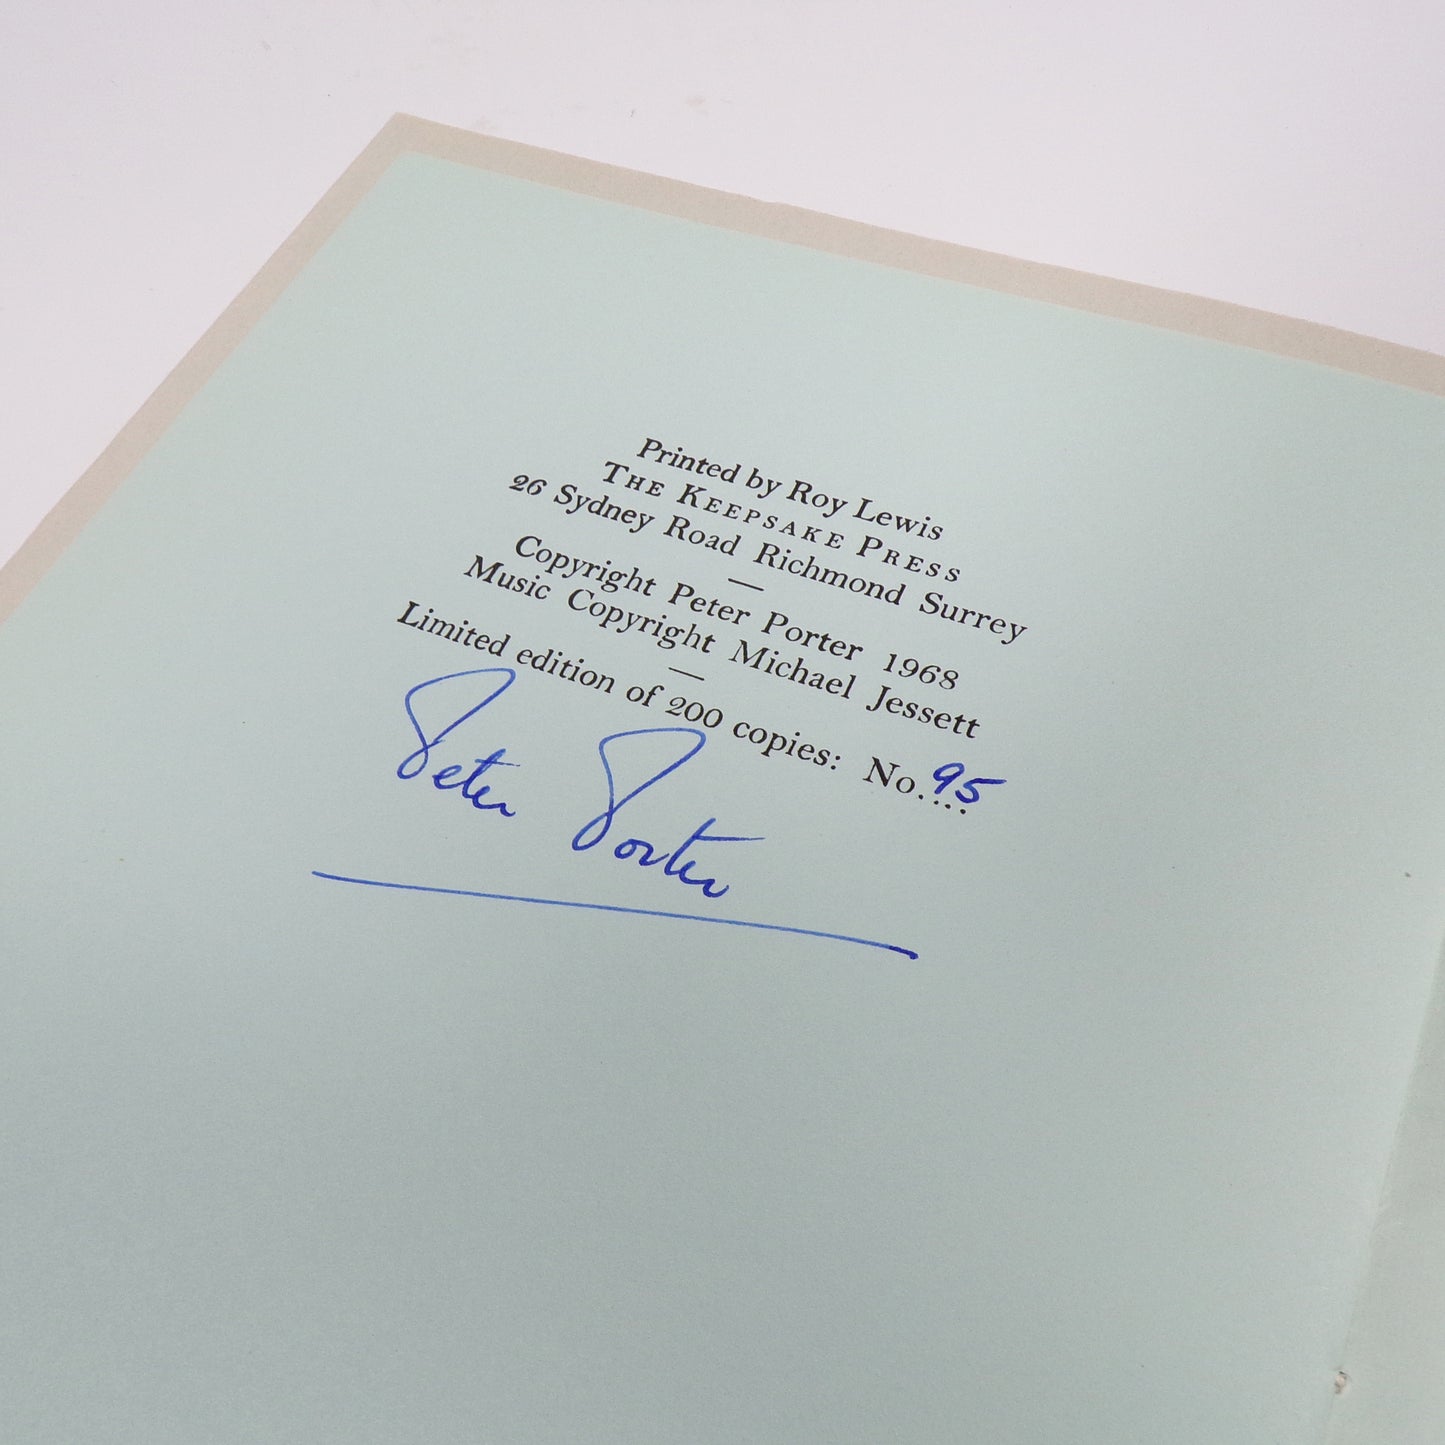 Printed by Roy Lewis
THE KEEPSAKE PRESS
26 Sydney Road Richmond Surrey
—
Copyright Peter Porter 1968
Music Copyright Michael Jessett
—
Limited edition of 200 copies: No....95
Peter Porter